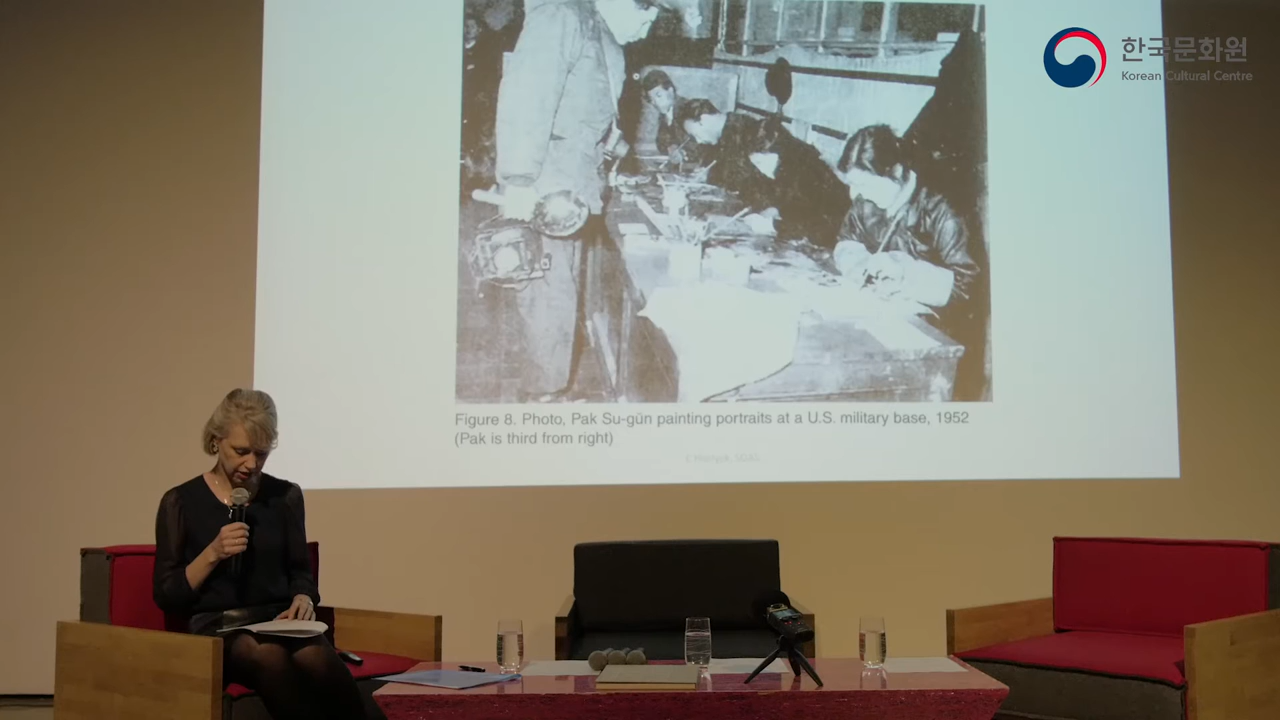 한국문화원
Korean Cultural Centre
Figure 8. Photo, Pak Su-gŭn painting portraits at a U.S. military base, 1952
(Pak is third from right)